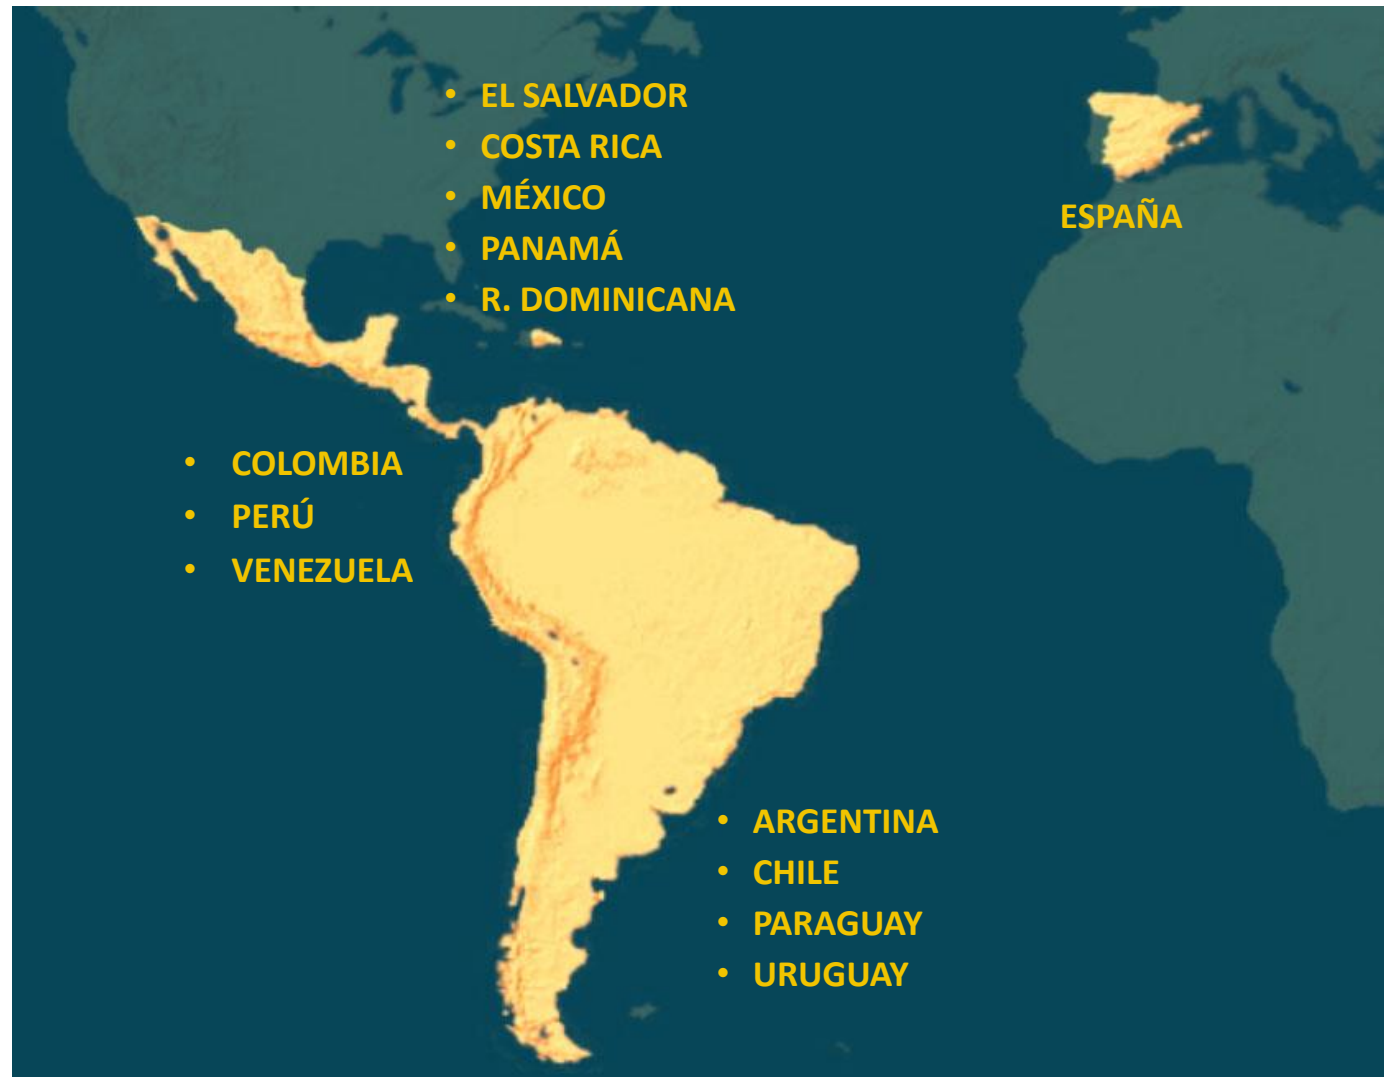 • EL SALVADOR
• COSTA RICA
• MÉXICO
• PANAMÁ
• R. DOMINICANA
ESPAÑA
• COLOMBIA
• PERÚ
• VENEZUELA
• ARGENTINA
• CHILE
• PARAGUAY
• URUGUAY